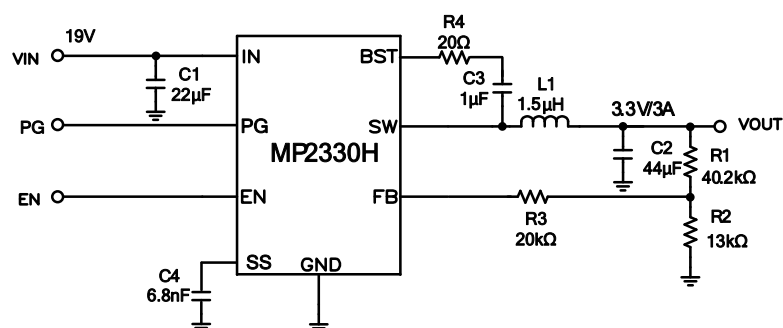 R4
20Ω
19V
VIN
IN
BST
C1
22µF
C3
1µF
L1
1.5µH
3.3V/3A
PG
PG
SW
VOUT
MP2330H
C2
44µF
R1
40.2kΩ
EN
EN
FB
R3
20kΩ
R2
13kΩ
SS
GND
C4
6.8nF